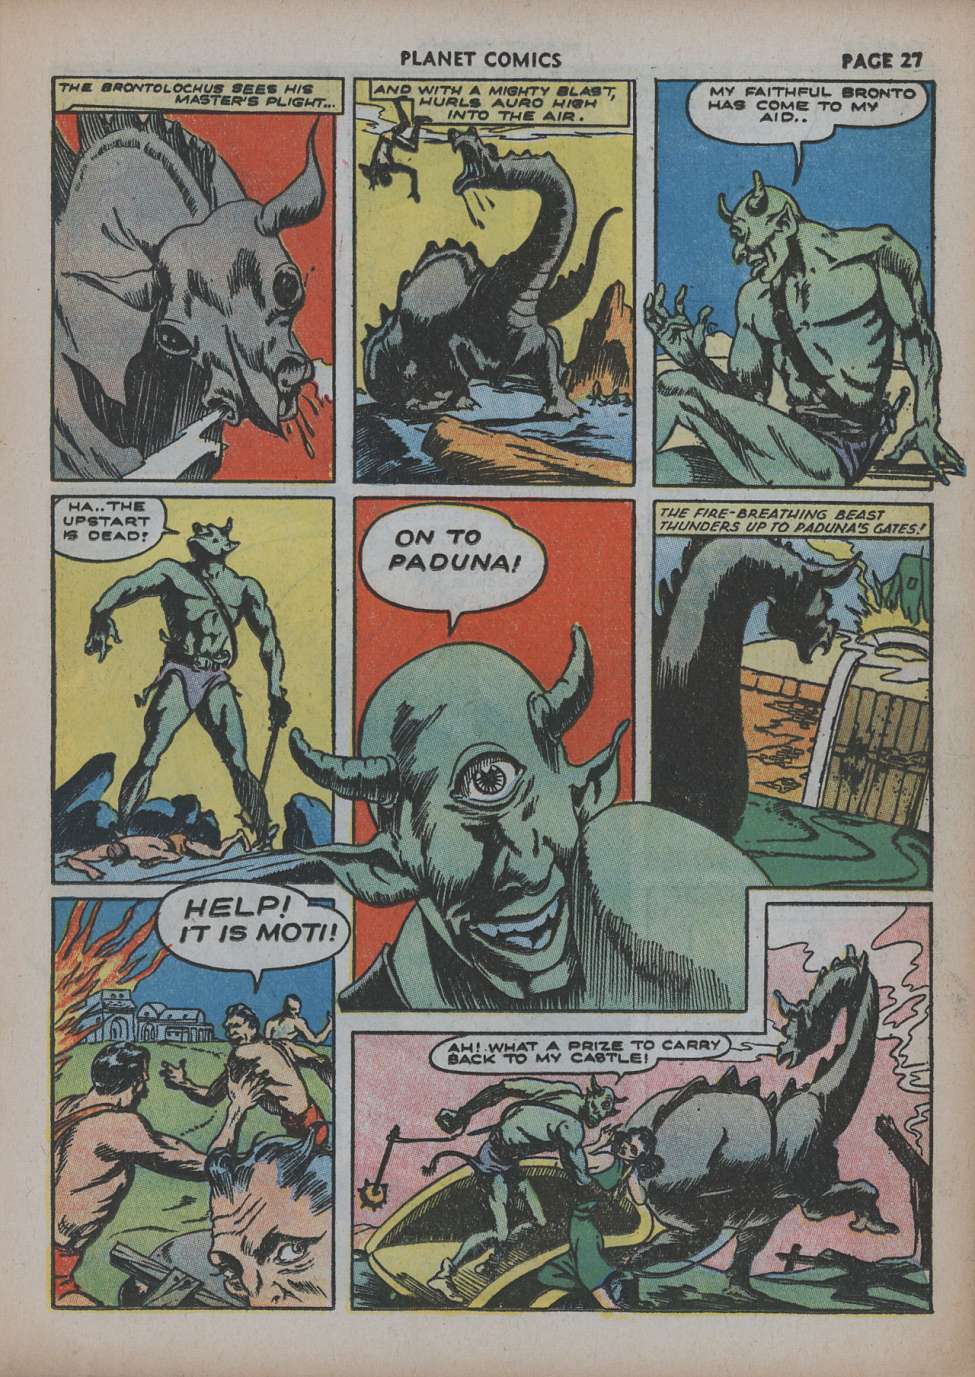 PLANET COMICS
PAGE 27
THE BRONTOLOCHUS SEES HIS
MASTER'S PLIGHT...
AND WITH A MIGHTY BLAST,
HURLS AURO HIGH
INTO THE AIR.
MY FAITHFUL BRONTO
HAS COME TO MY
AID..
HA..THE
UPSTART
IS DEAD!
ON TO
PADUNA!
THE FIRE-BREATHING BEAST
THUNDERS UP TO PADUNA'S GATES!
HELP!
IT IS MOTI!
AH! WHAT A PRIZE TO CARRY
BACK TO MY CASTLE!